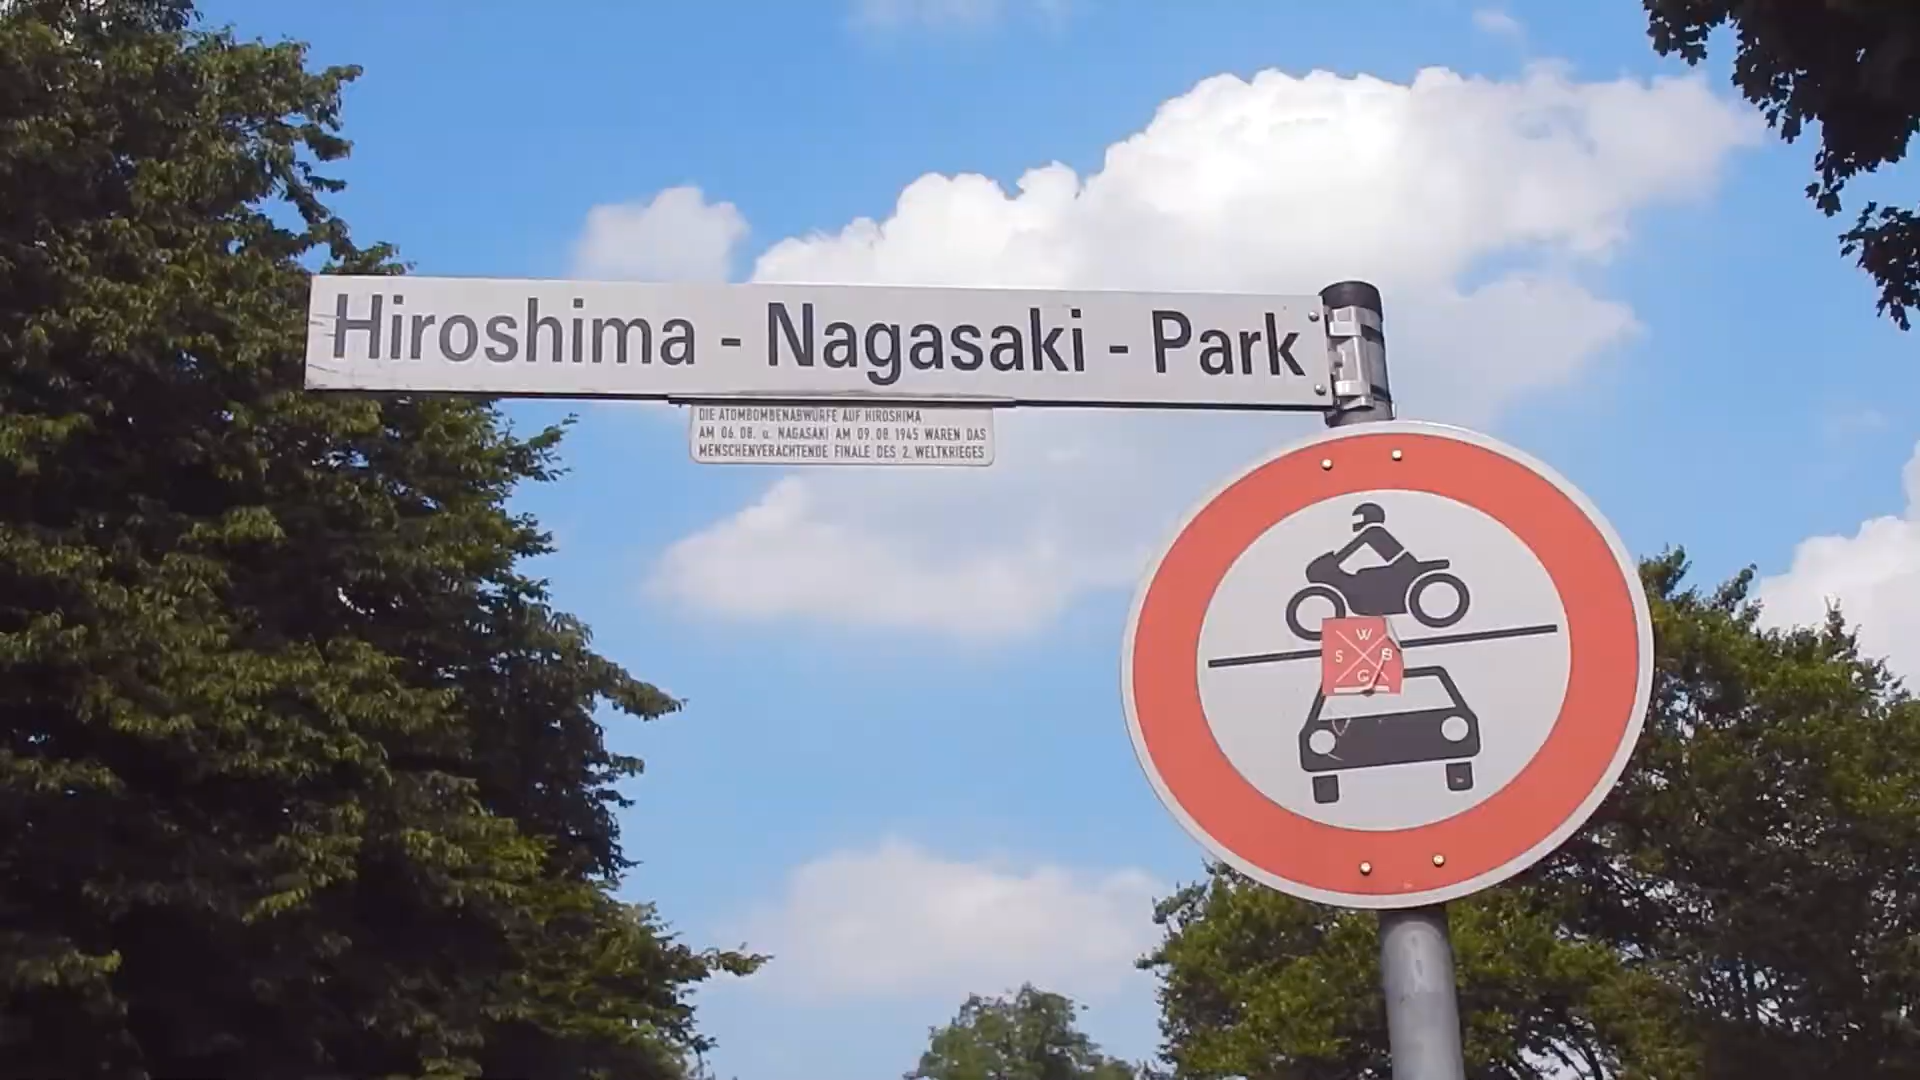 Hiroshima - Nagasaki - Park
DIE ATOMBOMBENABWÜRFE AUF HIROSHIMA
AM 06. 08. u. NAGASAKI AM 09. 08. 1945 WAREN DAS
MENSCHENVERACHTENDE FINALE DES 2. WELTKRIEGES
W
S B
G